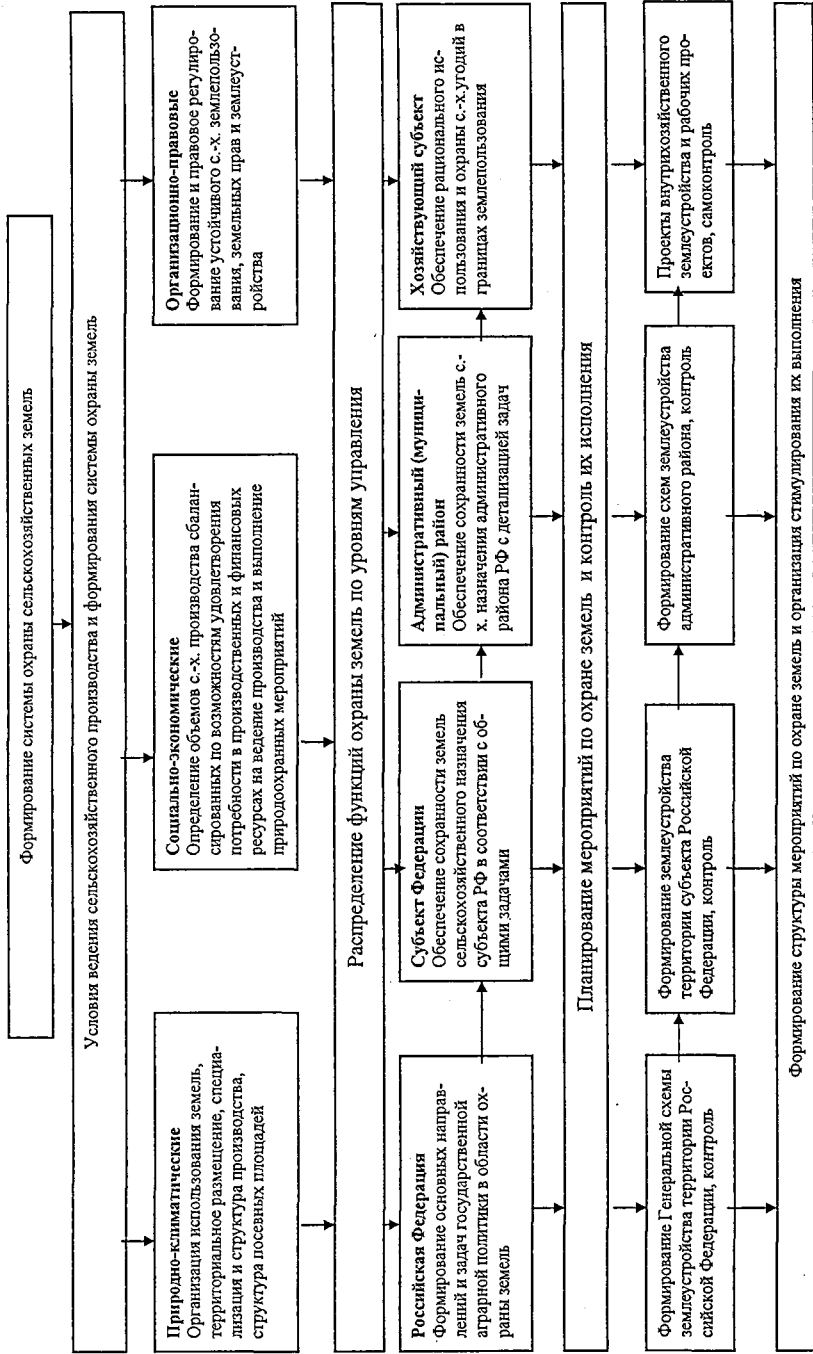 Формирование системы охраны сельскохозяйственных земель
Условия ведения сельскохозяйственного производства и формирования системы охраны земель
Природно-климатические
Организация использования земель,
территориальное размещение, специа-
лизация и структура производства,
структура посевных площадей
Социально-экономические
Определение объемов с.-х. производства сбалан-
сированных по возможностям удовлетворения
потребности в производственных и финансовых
ресурсах на ведение производства и выполнение
природоохранных мероприятий
Организационно-правовые
Формирование и правовое регулиро-
вание устойчивого с.-х. землепользо-
вания, земельных прав и землеуст-
ройства
Распределение функций охраны земель по уровням управления
Российская Федерация
Формирование основных направ-
лений и задач государственной
аграрной политики в области ох-
раны земель
Субъект Федерации
Обеспечение сохранности земель
сельскохозяйственного назначения
субъекта РФ в соответствии с об-
щими задачами
Административный (муници-
пальный) район
Обеспечение сохранности земель с.-
х. назначения административного
района РФ с детализацией задач
Хозяйствующий субъект
Обеспечение рационального ис-
пользования и охраны с.-х.угодий в
границах землепользования
Планирование мероприятий по охране земель и контроль их исполнения
Формирование Генеральной схемы
землеустройства территории Рос-
сийской Федерации, контроль
Формирование землеустройства
территории субъекта Российской
Федерации, контроль
Формирование схем землеустройства
административного района, контроль
Проекты внутрихозяйственного
землеустройства и рабочих про-
ектов, самоконтроль
Формирование структуры мероприятий по охране земель и организация стимулирования их выполнения